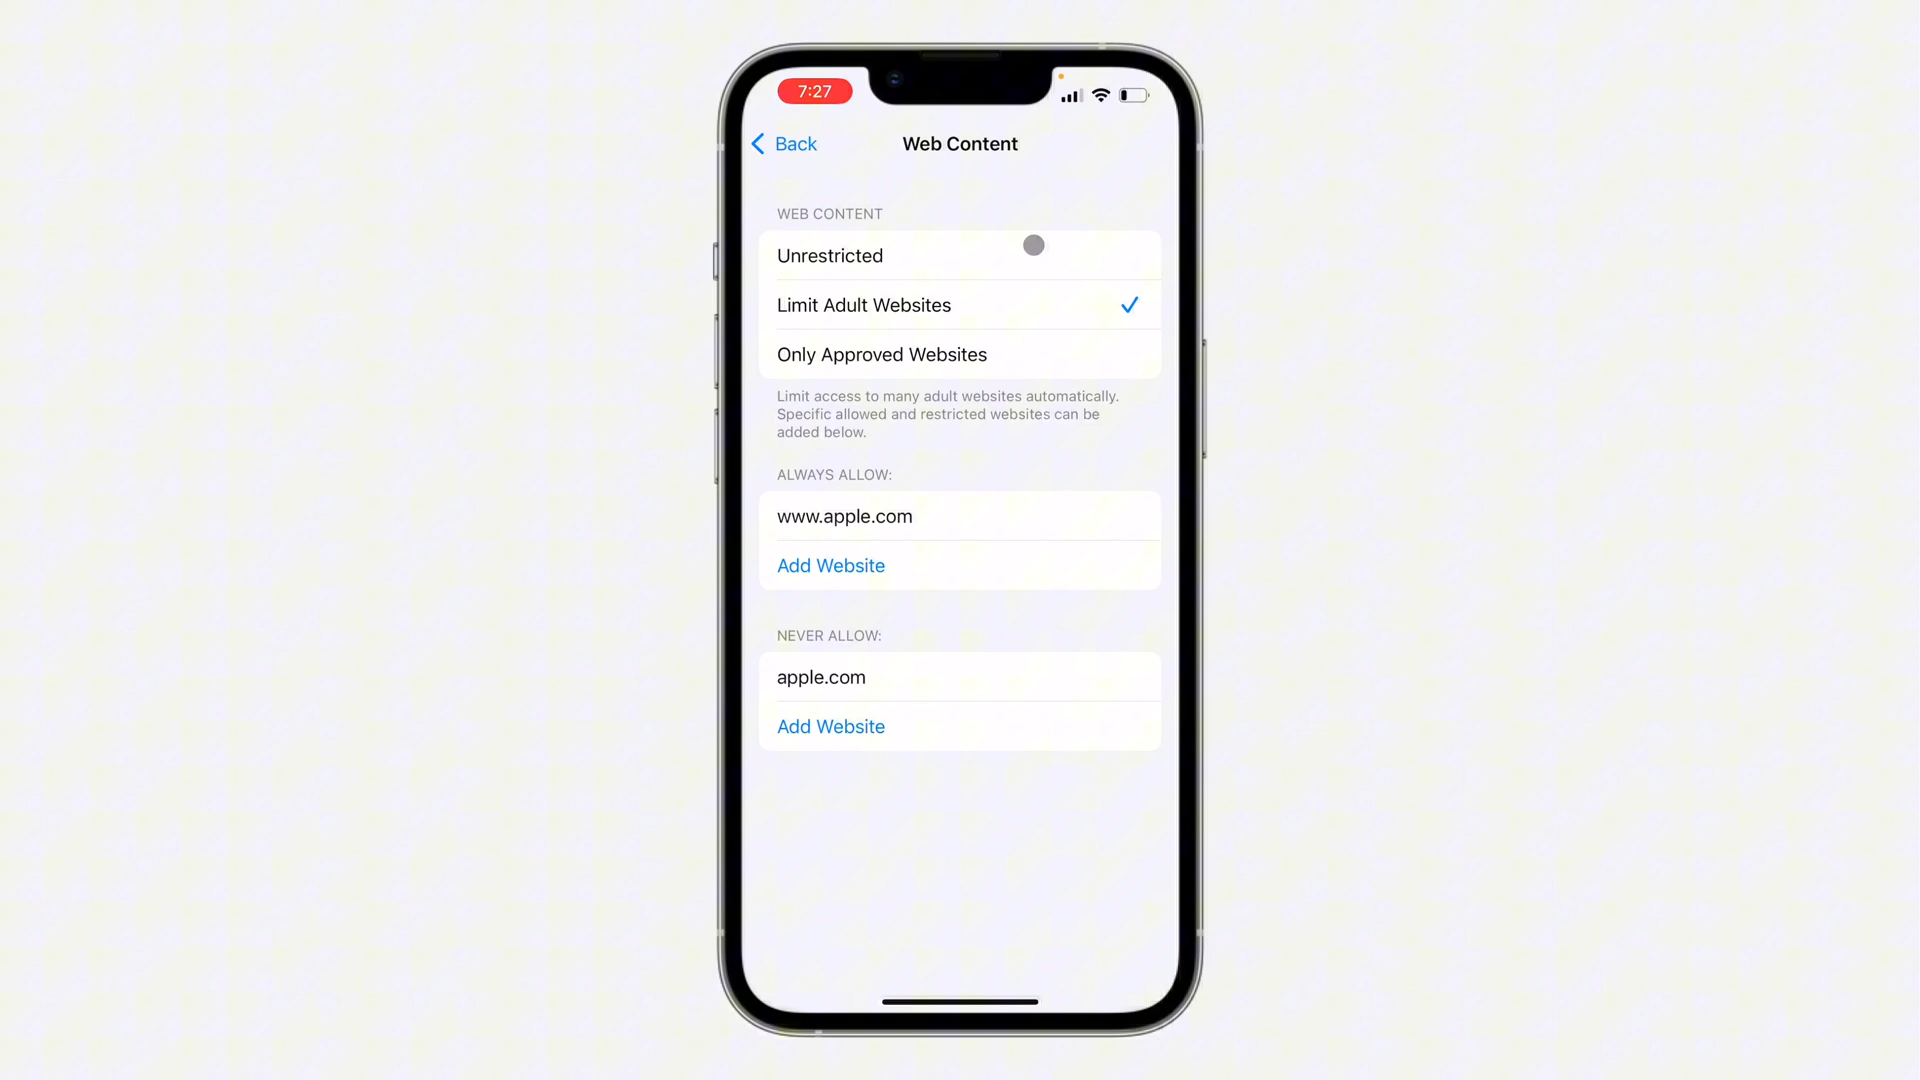 7:27
Back
Web Content
WEB CONTENT
Unrestricted
Limit Adult Websites
Only Approved Websites
Limit access to many adult websites automatically.
Specific allowed and restricted websites can be
added below.
ALWAYS ALLOW:
www.apple.com
Add Website
NEVER ALLOW:
apple.com
Add Website